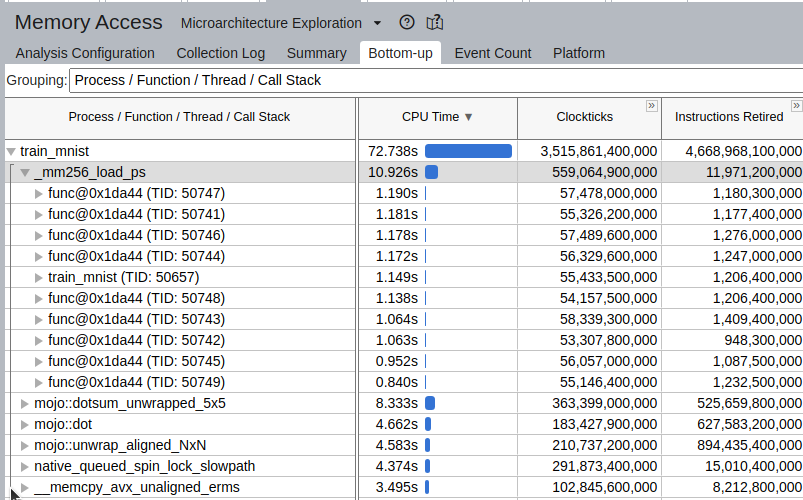 Memory Access Microarchitecture Exploration
Analysis Configuration Collection Log Summary Bottom-up Event Count Platform
Grouping: Process / Function / Thread / Call Stack
Process / Function / Thread / Call Stack CPU Time ▼ Clockticks » Instructions Retired »
train_mnist 72.738s 3,515,861,400,000 4,668,968,100,000
_mm256_load_ps 10.926s 559,064,900,000 11,971,200,000
func@0x1da44 (TID: 50747) 1.190s 57,478,000,000 1,180,300,000
func@0x1da44 (TID: 50741) 1.181s 55,326,200,000 1,177,400,000
func@0x1da44 (TID: 50746) 1.178s 57,489,600,000 1,276,000,000
func@0x1da44 (TID: 50744) 1.172s 56,329,600,000 1,247,000,000
train_mnist (TID: 50657) 1.149s 55,433,500,000 1,206,400,000
func@0x1da44 (TID: 50748) 1.138s 54,157,500,000 1,206,400,000
func@0x1da44 (TID: 50743) 1.064s 58,339,300,000 1,409,400,000
func@0x1da44 (TID: 50742) 1.063s 53,307,800,000 948,300,000
func@0x1da44 (TID: 50745) 0.952s 56,057,000,000 1,087,500,000
func@0x1da44 (TID: 50749) 0.840s 55,146,400,000 1,232,500,000
mojo::dotsum_unwrapped_5x5 8.333s 363,399,000,000 525,659,800,000
mojo::dot 4.662s 183,427,900,000 627,583,200,000
mojo::unwrap_aligned_NxN 4.583s 210,737,200,000 894,435,400,000
native_queued_spin_lock_slowpath 4.374s 291,873,400,000 15,010,400,000
__memcpy_avx_unaligned_erms 3.495s 102,845,600,000 8,212,800,000